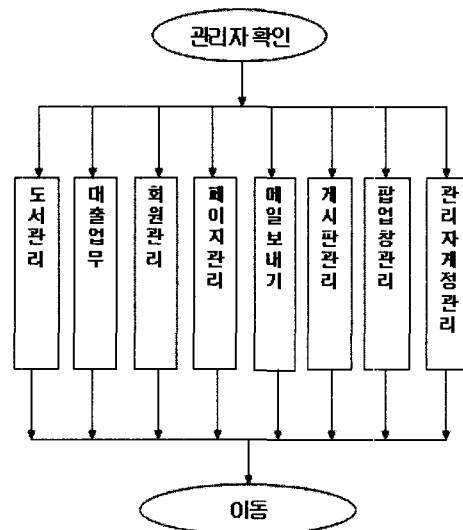 관리자 확인
도서관리
대출업무
회원관리
페이지관리
메일보내기
게시판관리
팝업창관리
관리자계정관리
이동